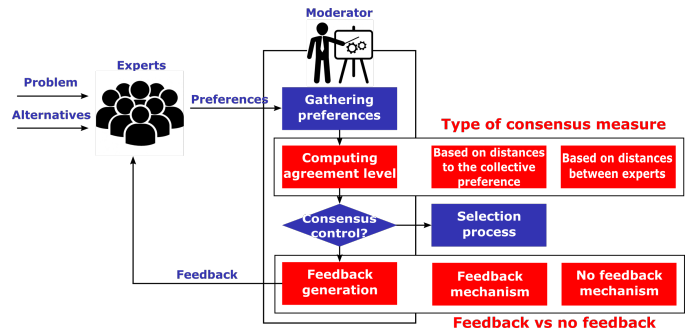 Moderator
Experts
Problem
Alternatives
Preferences
Gathering
preferences
Type of consensus measure
Computing
agreement level
Based on distances
to the collective
preference
Based on distances
between experts
Consensus
control?
Selection
process
Feedback
Feedback
generation
Feedback
mechanism
No feedback
mechanism
Feedback vs no feedback